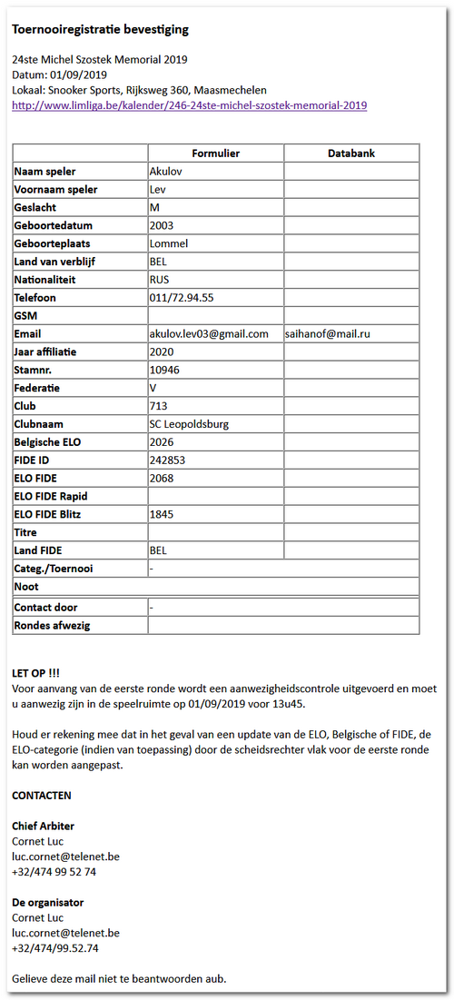 Toernooiregistratie bevestiging
24ste Michel Szostek Memorial 2019
Datum: 01/09/2019
Lokaal: Snooker Sports, Rijksweg 360, Maasmechelen
http://www.limliga.be/kalender/246-24ste-michel-szostek-memorial-2019
Formulier Databank
Naam speler Akulov
Voornaam speler Lev
Geslacht M
Geboortedatum 2003
Geboorteplaats Lommel
Land van verblijf BEL
Nationaliteit RUS
Telefoon 011/72.94.55
GSM
Email akulov.lev03@gmail.com saihanof@mail.ru
Jaar affiliatie 2020
Stamnr. 10946
Federatie V
Club 713
Clubnaam SC Leopoldsburg
Belgische ELO 2026
FIDE ID 242853
ELO FIDE 2068
ELO FIDE Rapid
ELO FIDE Blitz 1845
Titre
Land FIDE BEL
Categ./Toernooi -
Noot
Contact door -
Rondes afwezig
LET OP !!!
Voor aanvang van de eerste ronde wordt een aanwezigheidscontrole uitgevoerd en moet
u aanwezig zijn in de speelruimte op 01/09/2019 voor 13u45.
Houd er rekening mee dat in het geval van een update van de ELO, Belgische of FIDE, de
ELO-categorie (indien van toepassing) door de scheidsrechter vlak voor de eerste ronde
kan worden aangepast.
CONTACTEN
Chief Arbiter
Cornet Luc
luc.cornet@telenet.be
+32/474 99 52 74
De organisator
Cornet Luc
luc.cornet@telenet.be
+32/474/99.52.74
Gelieve deze mail niet te beantwoorden aub.